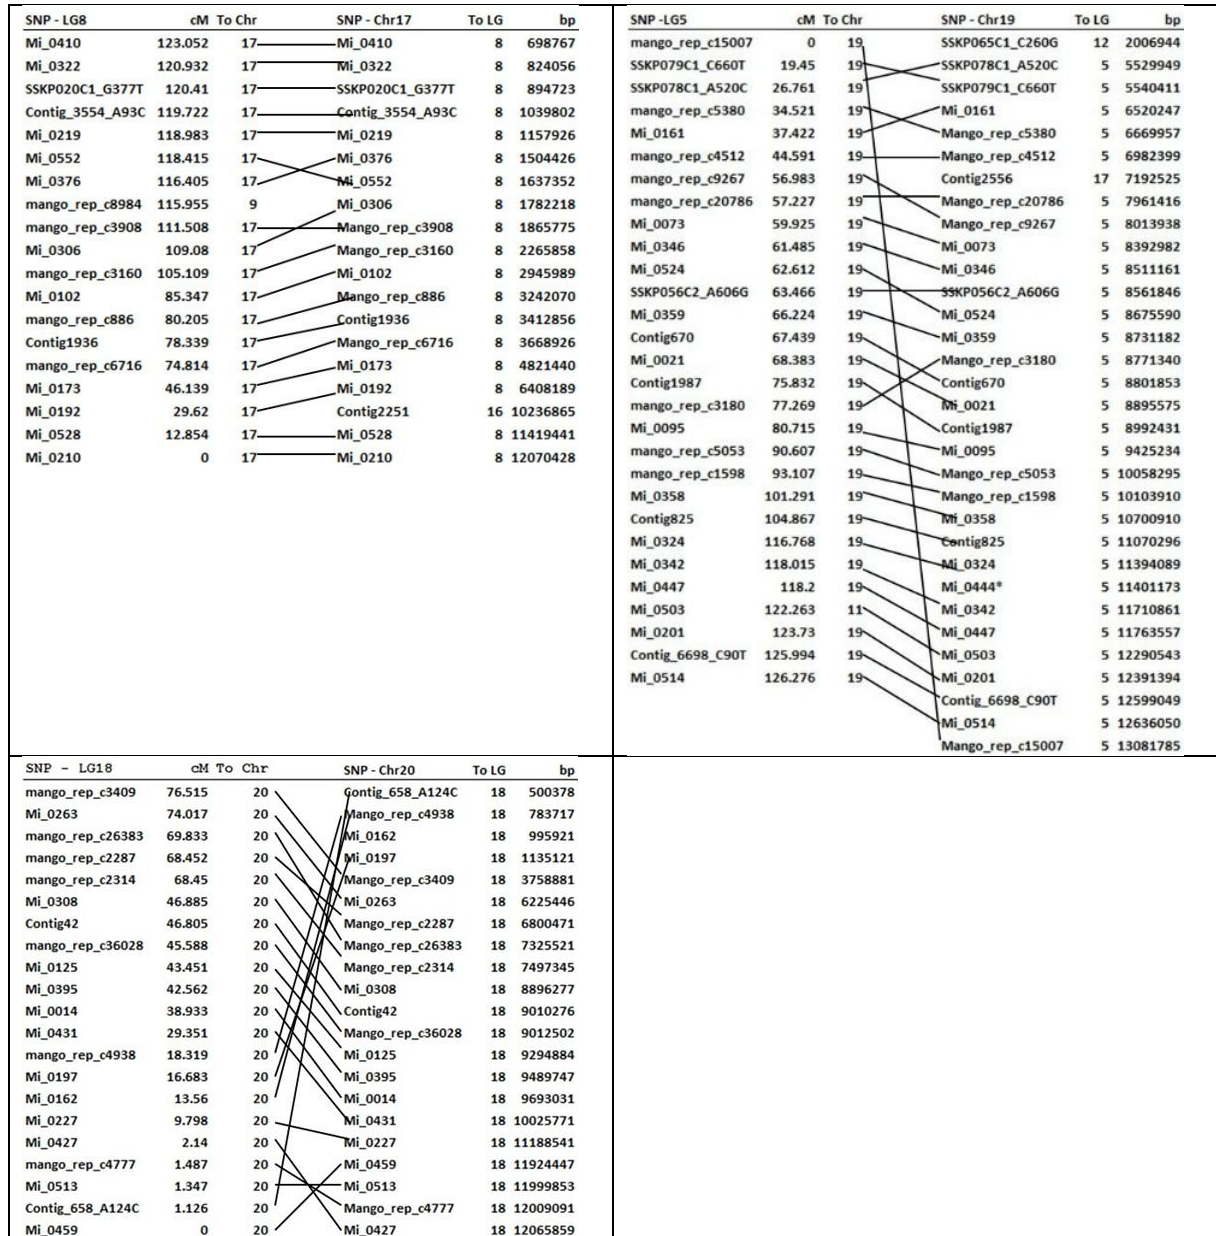 SNP - LG8 cM To Chr SNP - Chr17 To LG bp
Mi_0410 123.052 17 Mi_0410 8 698767
Mi_0322 120.932 17 Mi_0322 8 824056
SSKP020C1_G377T 120.41 17 SSKP020C1_G377T 8 894723
Contig_3554_A93C 119.722 17 Contig_3554_A93C 8 1039802
Mi_0219 118.983 17 Mi_0219 8 1157926
Mi_0552 118.415 17 Mi_0376 8 1504426
Mi_0376 116.405 17 Mi_0552 8 1637352
mango_rep_c8984 115.955 9 Mi_0306 8 1782218
mango_rep_c3908 111.508 17 Mango_rep_c3908 8 1865775
Mi_0306 109.08 17 Mango_rep_c3160 8 2265858
mango_rep_c3160 105.109 17 Mi_0102 8 2945989
Mi_0102 85.347 17 Mango_rep_c886 8 3242070
mango_rep_c886 80.205 17 Contig1936 8 3412856
Contig1936 78.339 17 Mango_rep_c6716 8 3668926
mango_rep_c6716 74.814 17 Mi_0173 8 4821440
Mi_0173 46.139 17 Mi_0192 8 6408189
Mi_0192 29.62 17 Contig2251 16 10236865
Mi_0528 12.854 17 Mi_0528 8 11419441
Mi_0210 0 17 Mi_0210 8 12070428
SNP -LG5 cM To Chr SNP - Chr19 To LG bp
mango_rep_c15007 0 19 SSKP065C1_C260G 12 2006944
SSKP079C1_C660T 19.45 19 SSKP078C1_A520C 5 5529949
SSKP078C1_A520C 26.761 19 SSKP079C1_C660T 5 5540411
mango_rep_c5380 34.521 19 Mi_0161 5 6520247
Mi_0161 37.422 19 Mango_rep_c5380 5 6669957
mango_rep_c4512 44.591 19 Mango_rep_c4512 5 6982399
mango_rep_c9267 56.983 19 Contig2556 17 7192525
mango_rep_c20786 57.227 19 Mango_rep_c20786 5 7961416
Mi_0073 59.925 19 Mango_rep_c9267 5 8013938
Mi_0346 61.485 19 Mi_0073 5 8392982
Mi_0524 62.612 19 Mi_0346 5 8511161
SSKP056C2_A606G 63.466 19 SSKP056C2_A606G 5 8561846
Mi_0359 66.224 19 Mi_0524 5 8675590
Contig670 67.439 19 Mi_0359 5 8731182
Mi_0021 68.383 19 Mango_rep_c3180 5 8771340
Contig1987 75.832 19 Contig670 5 8801853
mango_rep_c3180 77.269 19 Mi_0021 5 8895575
Mi_0095 80.715 19 Contig1987 5 8992431
mango_rep_c5053 90.607 19 Mi_0095 5 9425234
mango_rep_c1598 93.107 19 Mango_rep_c5053 5 10058295
Mi_0358 101.291 19 Mango_rep_c1598 5 10103910
Contig825 104.867 19 Mi_0358 5 10700910
Mi_0324 116.768 19 Contig825 5 11070296
Mi_0342 118.015 19 Mi_0324 5 11394089
Mi_0447 118.2 19 Mi_0444* 5 11401173
Mi_0503 122.263 11 Mi_0342 5 11710861
Mi_0201 123.73 19 Mi_0447 5 11763557
Contig_6698_C90T 125.994 19 Mi_0503 5 12290543
Mi_0514 126.276 19 Mi_0201 5 12391394
Contig_6698_C90T 5 12599049
Mi_0514 5 12636050
Mango_rep_c15007 5 13081785
SNP - LG18 cM To Chr SNP - Chr20 To LG bp
mango_rep_c3409 76.515 20 Contig_658_A124C 18 500378
Mi_0263 74.017 20 Mango_rep_c4938 18 783717
mango_rep_c26383 69.833 20 Mi_0162 18 995921
mango_rep_c2287 68.452 20 Mi_0197 18 1135121
mango_rep_c2314 68.45 20 Mango_rep_c3409 18 3758881
Mi_0308 46.885 20 Mi_0263 18 6225446
Contig42 46.805 20 Mango_rep_c2287 18 6800471
mango_rep_c36028 45.588 20 Mango_rep_c26383 18 7325521
Mi_0125 43.451 20 Mango_rep_c2314 18 7497345
Mi_0395 42.562 20 Mi_0308 18 8896277
Mi_0014 38.933 20 Contig42 18 9010276
Mi_0431 29.351 20 Mango_rep_c36028 18 9012502
mango_rep_c4938 18.319 20 Mi_0125 18 9294884
Mi_0197 16.683 20 Mi_0395 18 9489747
Mi_0162 13.56 20 Mi_0014 18 9693031
Mi_0227 9.798 20 Mi_0431 18 10025771
Mi_0427 2.14 20 Mi_0227 18 11188541
mango_rep_c4777 1.487 20 Mi_0459 18 11924447
Mi_0513 1.347 20 Mi_0513 18 11999853
Contig_658_A124C 1.126 20 Mango_rep_c4777 18 12009091
Mi_0459 0 20 Mi_0427 18 12065859